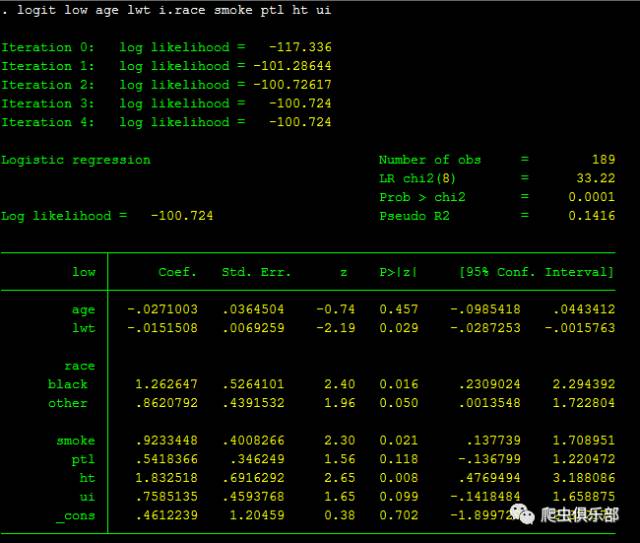 . logit low age lwt i.race smoke ptl ht ui
Iteration 0:   log likelihood =   -117.336
Iteration 1:   log likelihood = -101.28644
Iteration 2:   log likelihood = -100.72617
Iteration 3:   log likelihood =   -100.724
Iteration 4:   log likelihood =   -100.724
Logistic regression                             Number of obs     =        189
LR chi2(8)        =      33.22
Prob > chi2       =     0.0001
Log likelihood =   -100.724                     Pseudo R2         =     0.1416
low |      Coef.   Std. Err.      z    P>|z|     [95% Conf. Interval]
age |  -.0271003   .0364504    -0.74   0.457    -.0985418    .0443412
lwt |  -.0151508   .0069259    -2.19   0.029    -.0287253   -.0015763
race |
black |   1.262647   .5264101     2.40   0.016     .2309024    2.294392
other |   .8620792   .4391532     1.96   0.050     .0013548    1.722804
smoke |   .9233448   .4008266     2.30   0.021      .137739    1.708951
ptl |   .5418366    .346249     1.56   0.118     -.136799    1.220472
ht |   1.832518   .6916292     2.65   0.008     .4769494    3.188086
ui |   .7585135   .4593768     1.65   0.099    -.1418484    1.658875
_cons |   .4612239    1.20459     0.38   0.702
爬虫俱乐部